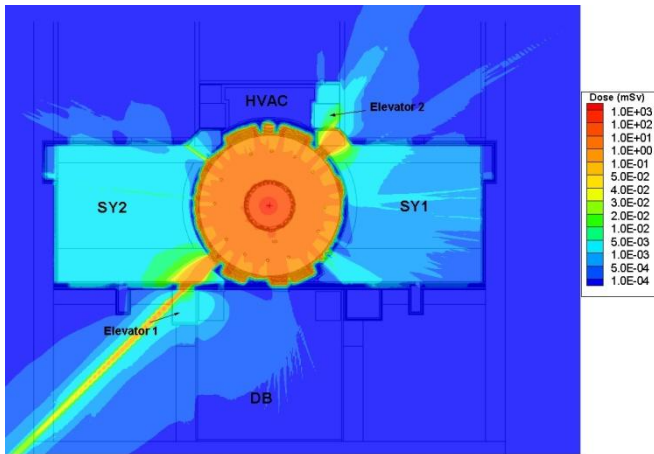 HVAC
Elevator 2
SY2
SY1
Elevator 1
DB
Dose (mSv)
1.0E+03
1.0E+02
1.0E+01
1.0E+00
1.0E-01
5.0E-02
4.0E-02
3.0E-02
2.0E-02
1.0E-02
5.0E-03
1.0E-03
5.0E-04
1.0E-04